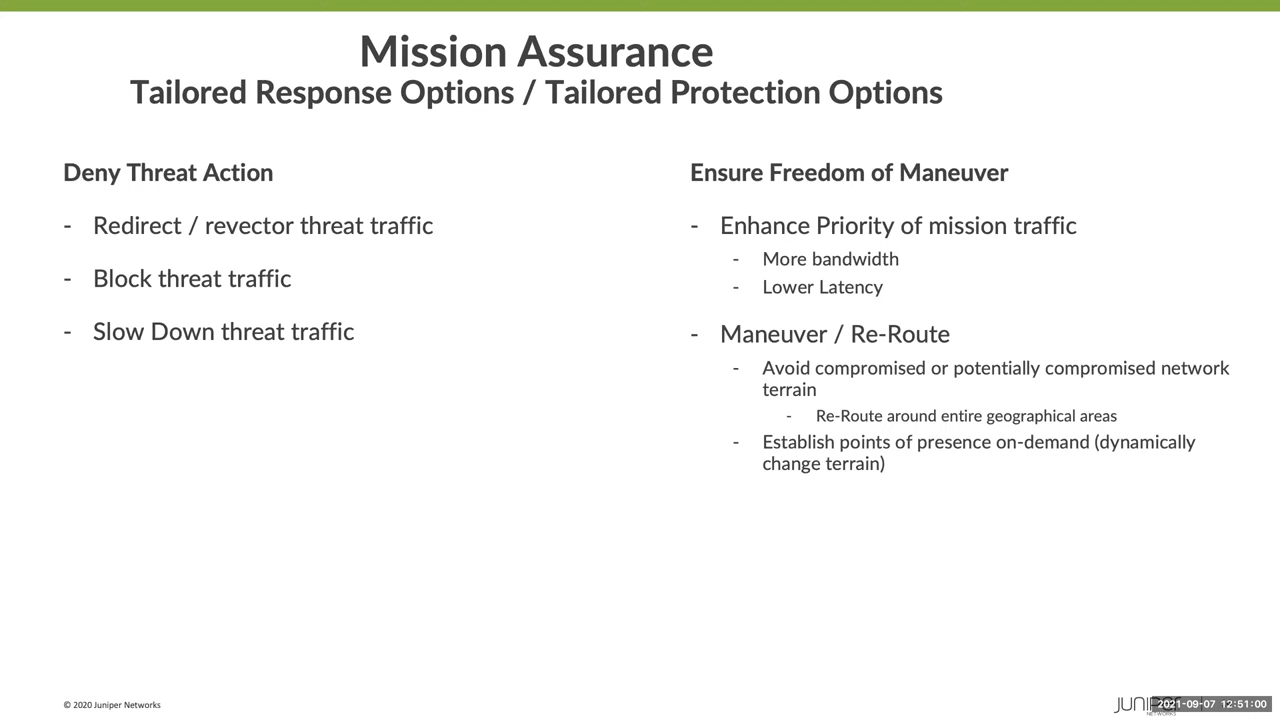 Mission Assurance
Tailored Response Options / Tailored Protection Options
Deny Threat Action
- Redirect / revector threat traffic
- Block threat traffic
- Slow Down threat traffic
Ensure Freedom of Maneuver
- Enhance Priority of mission traffic
- More bandwidth
- Lower Latency
- Maneuver / Re-Route
- Avoid compromised or potentially compromised network
terrain
- Re-Route around entire geographical areas
- Establish points of presence on-demand (dynamically
change terrain)
© 2020 Juniper Networks
JUNIPER
NETWORKS
2021-09-07 12:51:00